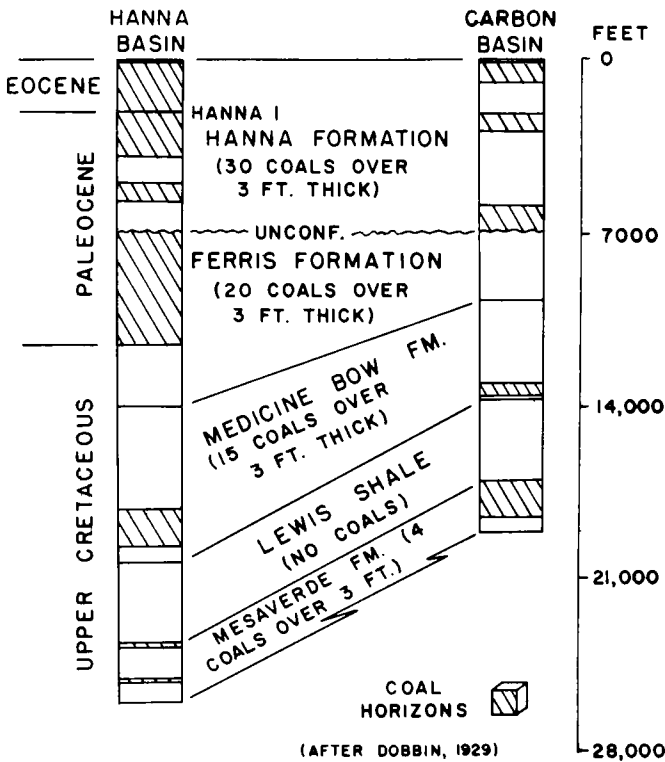 HANNA
BASIN
CARBON
BASIN
FEET
0
EOCENE
HANNA I
HANNA FORMATION
(30 COALS OVER
3 FT. THICK)
PALEOCENE
UNCONF.
7000
FERRIS FORMATION
(20 COALS OVER
3 FT. THICK)
MEDICINE BOW FM.
(15 COALS OVER
3 FT. THICK)
14,000
UPPER CRETACEOUS
LEWIS SHALE
(NO COALS)
MESAVERDE FM. (4
COALS OVER 3 FT.)
21,000
COAL
HORIZONS
(AFTER DOBBIN, 1929)
28,000